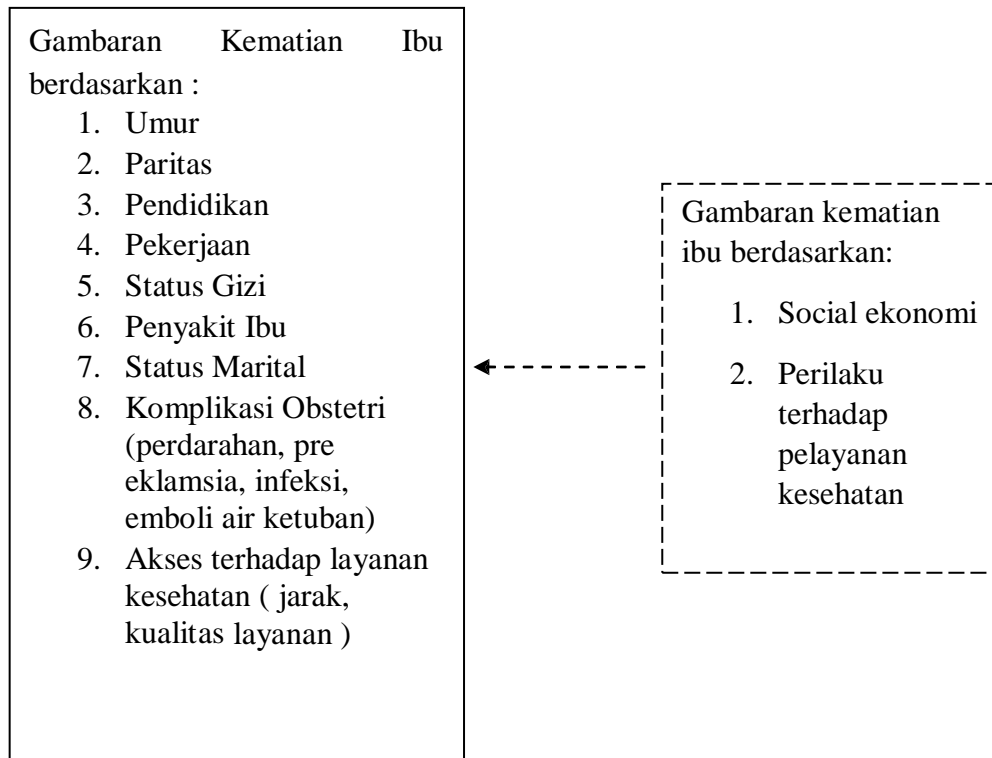 Gambaran Kematian Ibu
berdasarkan :
1. Umur
2. Paritas
3. Pendidikan
4. Pekerjaan
5. Status Gizi
6. Penyakit Ibu
7. Status Marital
8. Komplikasi Obstetri
(perdarahan, pre
eklamsia, infeksi,
emboli air ketuban)
9. Akses terhadap layanan
kesehatan ( jarak,
kualitas layanan )
Gambaran kematian
ibu berdasarkan:
1. Social ekonomi
2. Perilaku
terhadap
pelayanan
kesehatan